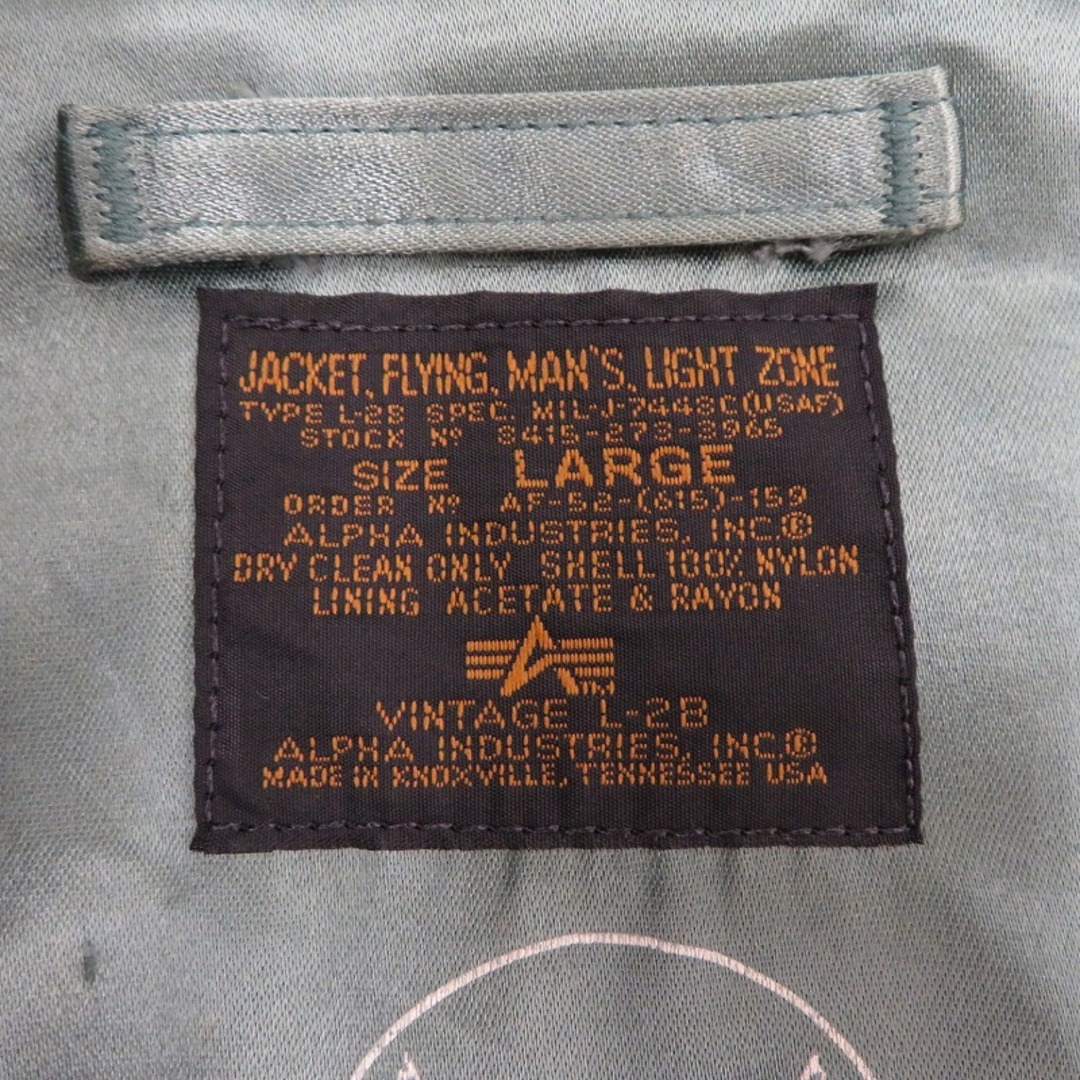 JACKET, FLYING, MAN'S, LIGHT ZONE
TYPE L-2B SPEC. MIL-J-7448C(USAF)
STOCK Nº 8415-273-3965
SIZE LARGE
ORDER Nº AF-52-(615)-159
ALPHA INDUSTRIES, INC.®
DRY CLEAN ONLY SHELL 100% NYLON
LINING ACETATE & RAYON
A TM
VINTAGE L-2B
ALPHA INDUSTRIES, INC.®
MADE IN KNOXVILLE, TENNESSEE USA